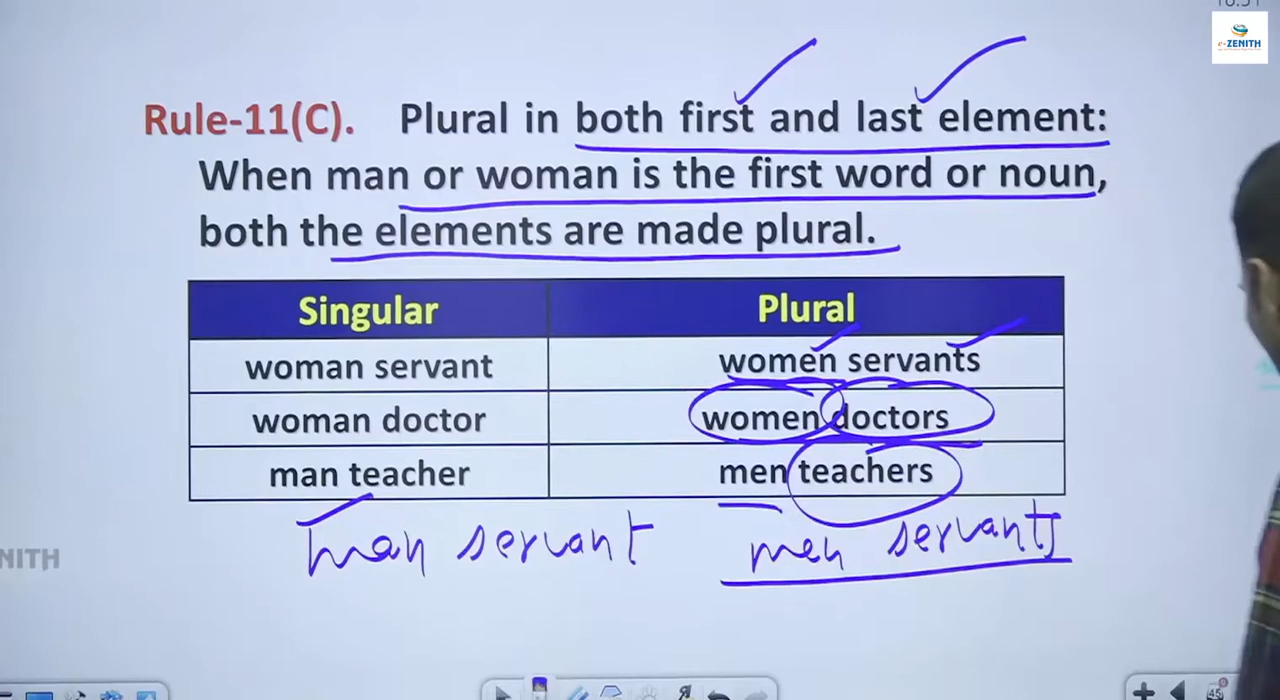 e-ZENITH
Rule-11(C). Plural in both first and last element:
When man or woman is the first word or noun,
both the elements are made plural.
Singular Plural
woman servant women servants
woman doctor women doctors
man teacher men teachers
man servant men servants
NITH